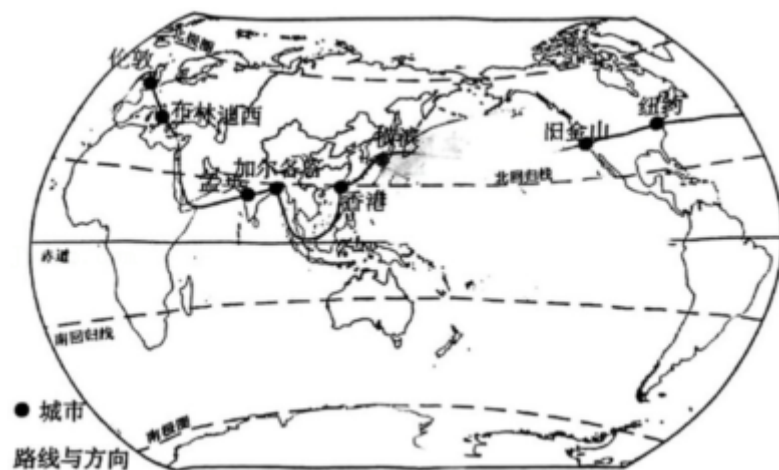 北极圈
伦敦
布林迪西
孟买
加尔各答
横滨
香港
旧金山
纽约
北回归线
赤道
南回归线
南极圈
● 城市
路线与方向